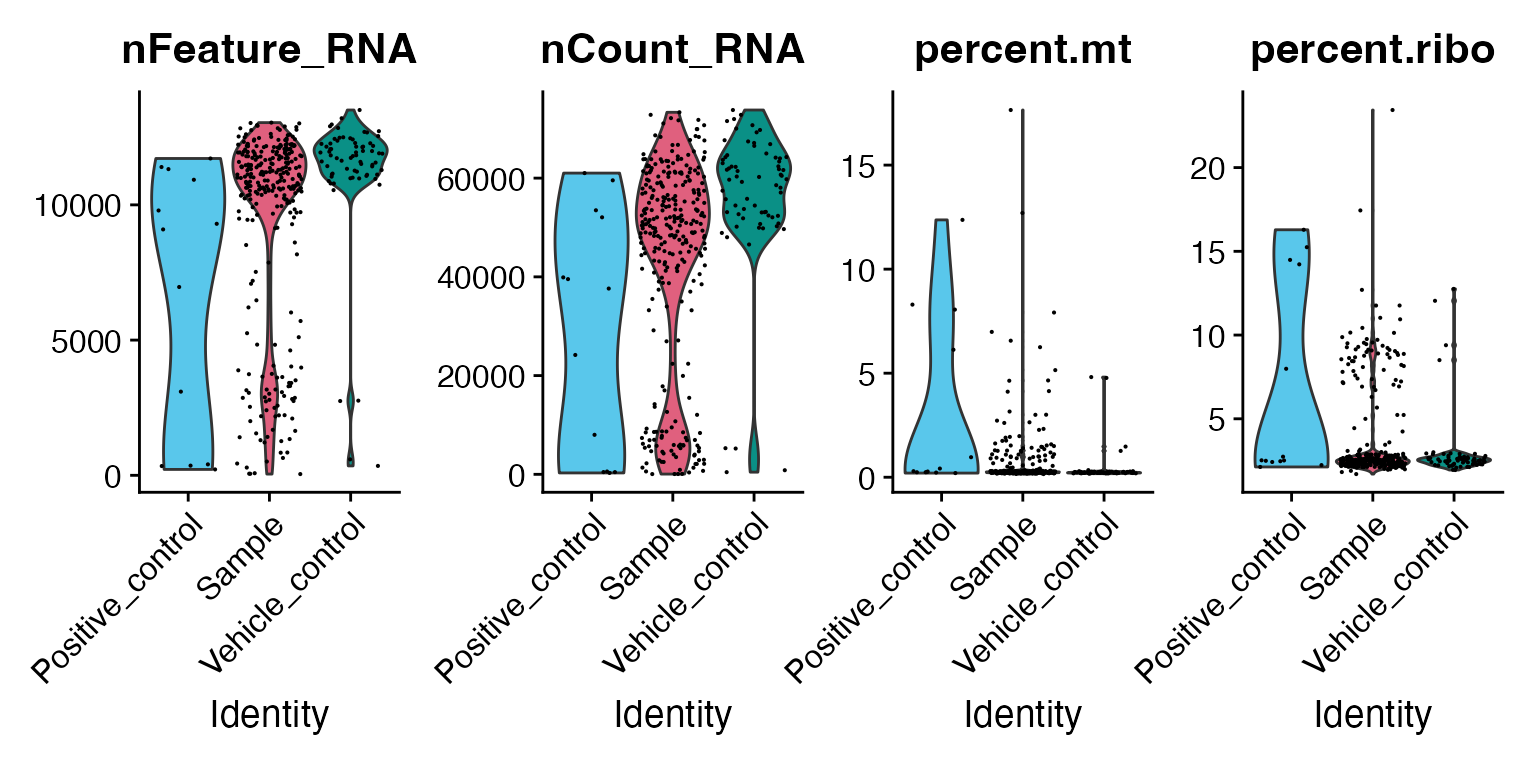 nFeature_RNA nCount_RNA percent.mt percent.ribo
10000
5000
0
60000
40000
20000
0
15
10
5
0
20
15
10
5
Positive_control Sample Vehicle_control
Positive_control Sample Vehicle_control
Positive_control Sample Vehicle_control
Positive_control Sample Vehicle_control
Identity Identity Identity Identity